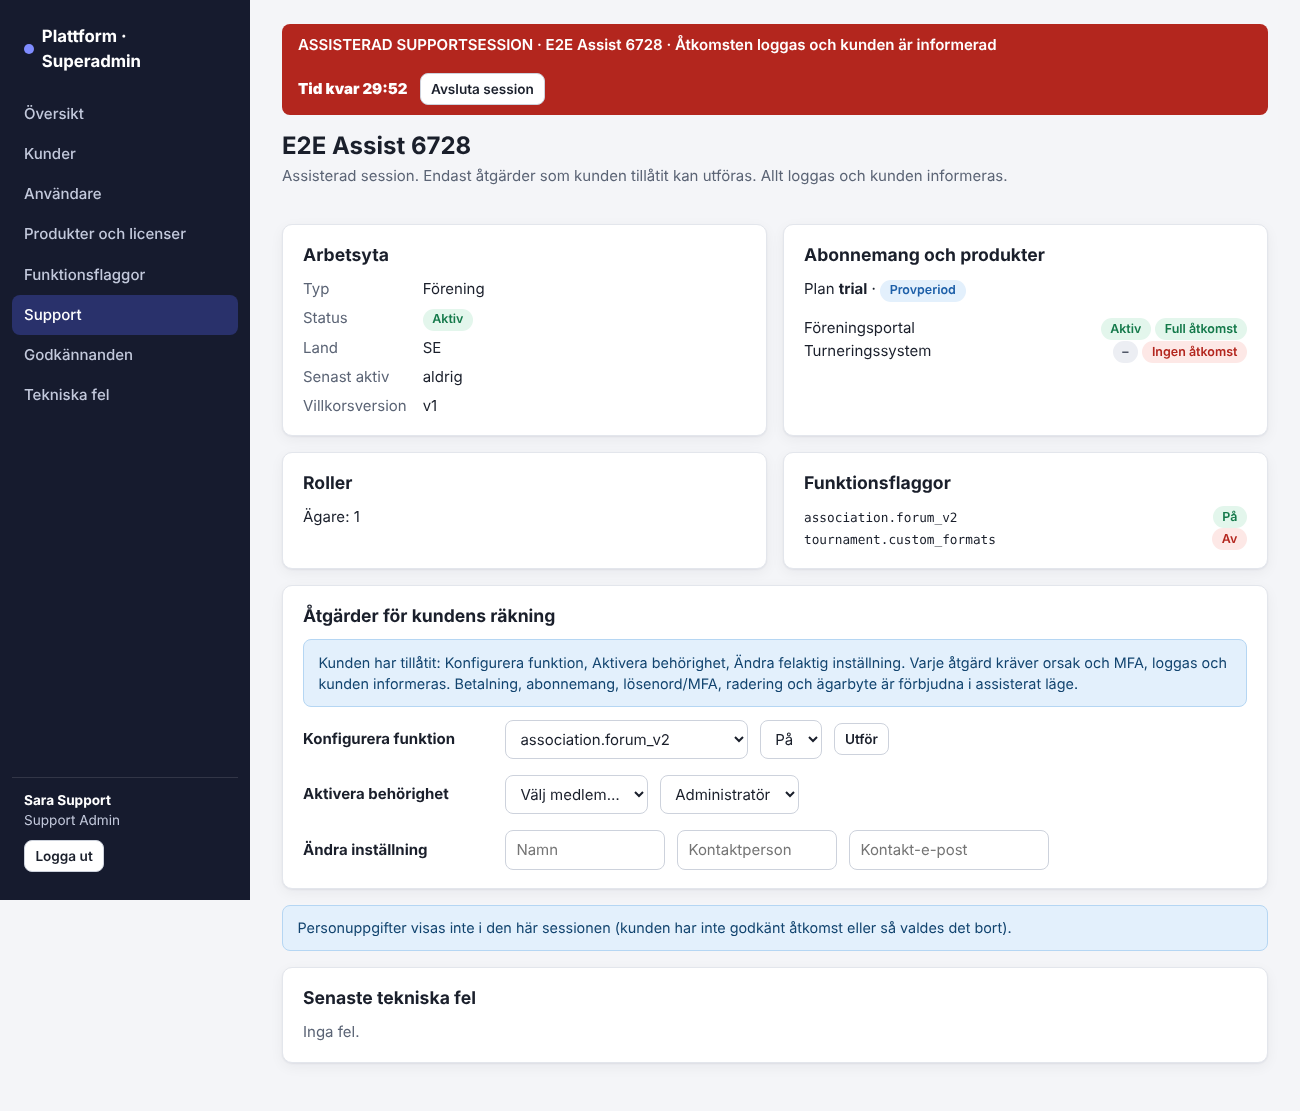 Plattform ·
Superadmin
Översikt
Kunder
Användare
Produkter och licenser
Funktionsflaggor
Support
Godkännanden
Tekniska fel
Sara Support
Support Admin
Logga ut
ASSISTERAD SUPPORTSESSION · E2E Assist 6728 · Åtkomsten loggas och kunden är informerad
Tid kvar 29:52 Avsluta session
E2E Assist 6728
Assisterad session. Endast åtgärder som kunden tillåtit kan utföras. Allt loggas och kunden informeras.
Arbetsyta
Typ Förening
Status Aktiv
Land SE
Senast aktiv aldrig
Villkorsversion v1
Abonnemang och produkter
Plan trial · Provperiod
Föreningsportal Aktiv Full åtkomst
Turneringssystem – Ingen åtkomst
Roller
Ägare: 1
Funktionsflaggor
association.forum_v2 På
tournament.custom_formats Av
Åtgärder för kundens räkning
Kunden har tillåtit: Konfigurera funktion, Aktivera behörighet, Ändra felaktig inställning. Varje åtgärd kräver orsak och MFA, loggas och
kunden informeras. Betalning, abonnemang, lösenord/MFA, radering och ägarbyte är förbjudna i assisterat läge.
Konfigurera funktion association.forum_v2 På Utför
Aktivera behörighet Välj medlem... Administratör
Ändra inställning Namn Kontaktperson Kontakt-e-post
Personuppgifter visas inte i den här sessionen (kunden har inte godkänt åtkomst eller så valdes det bort).
Senaste tekniska fel
Inga fel.